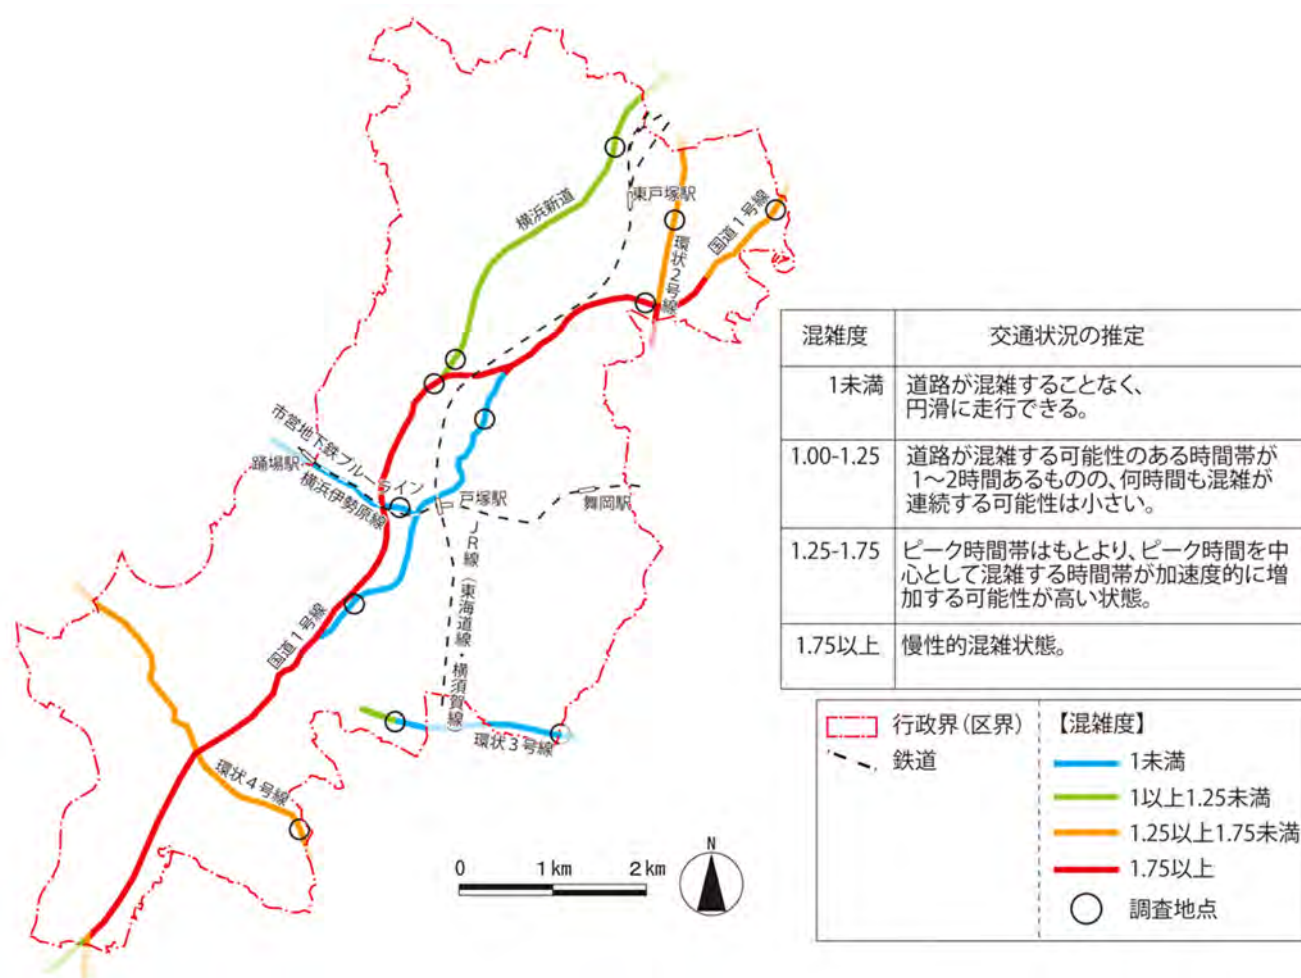 横浜新道
東戸塚駅
国道1号線
環状2号線
市営地下鉄ブルーライン
踊場駅
横浜伊勢原線
戸塚駅
舞岡駅
JR線(東海道線・横須賀線)
国道1号線
環状3号線
環状4号線
0 1km 2km
N
混雑度 交通状況の推定
1未満 道路が混雑することなく、
円滑に走行できる。
1.00-1.25 道路が混雑する可能性のある時間帯が
1～2時間あるものの、何時間も混雑が
連続する可能性は小さい。
1.25-1.75 ピーク時間帯はもとより、ピーク時間を中
心として混雑する時間帯が加速度的に増
加する可能性が高い状態。
1.75以上 慢性的混雑状態。
行政界(区界)
鉄道
【混雑度】
1未満
1以上1.25未満
1.25以上1.75未満
1.75以上
調査地点